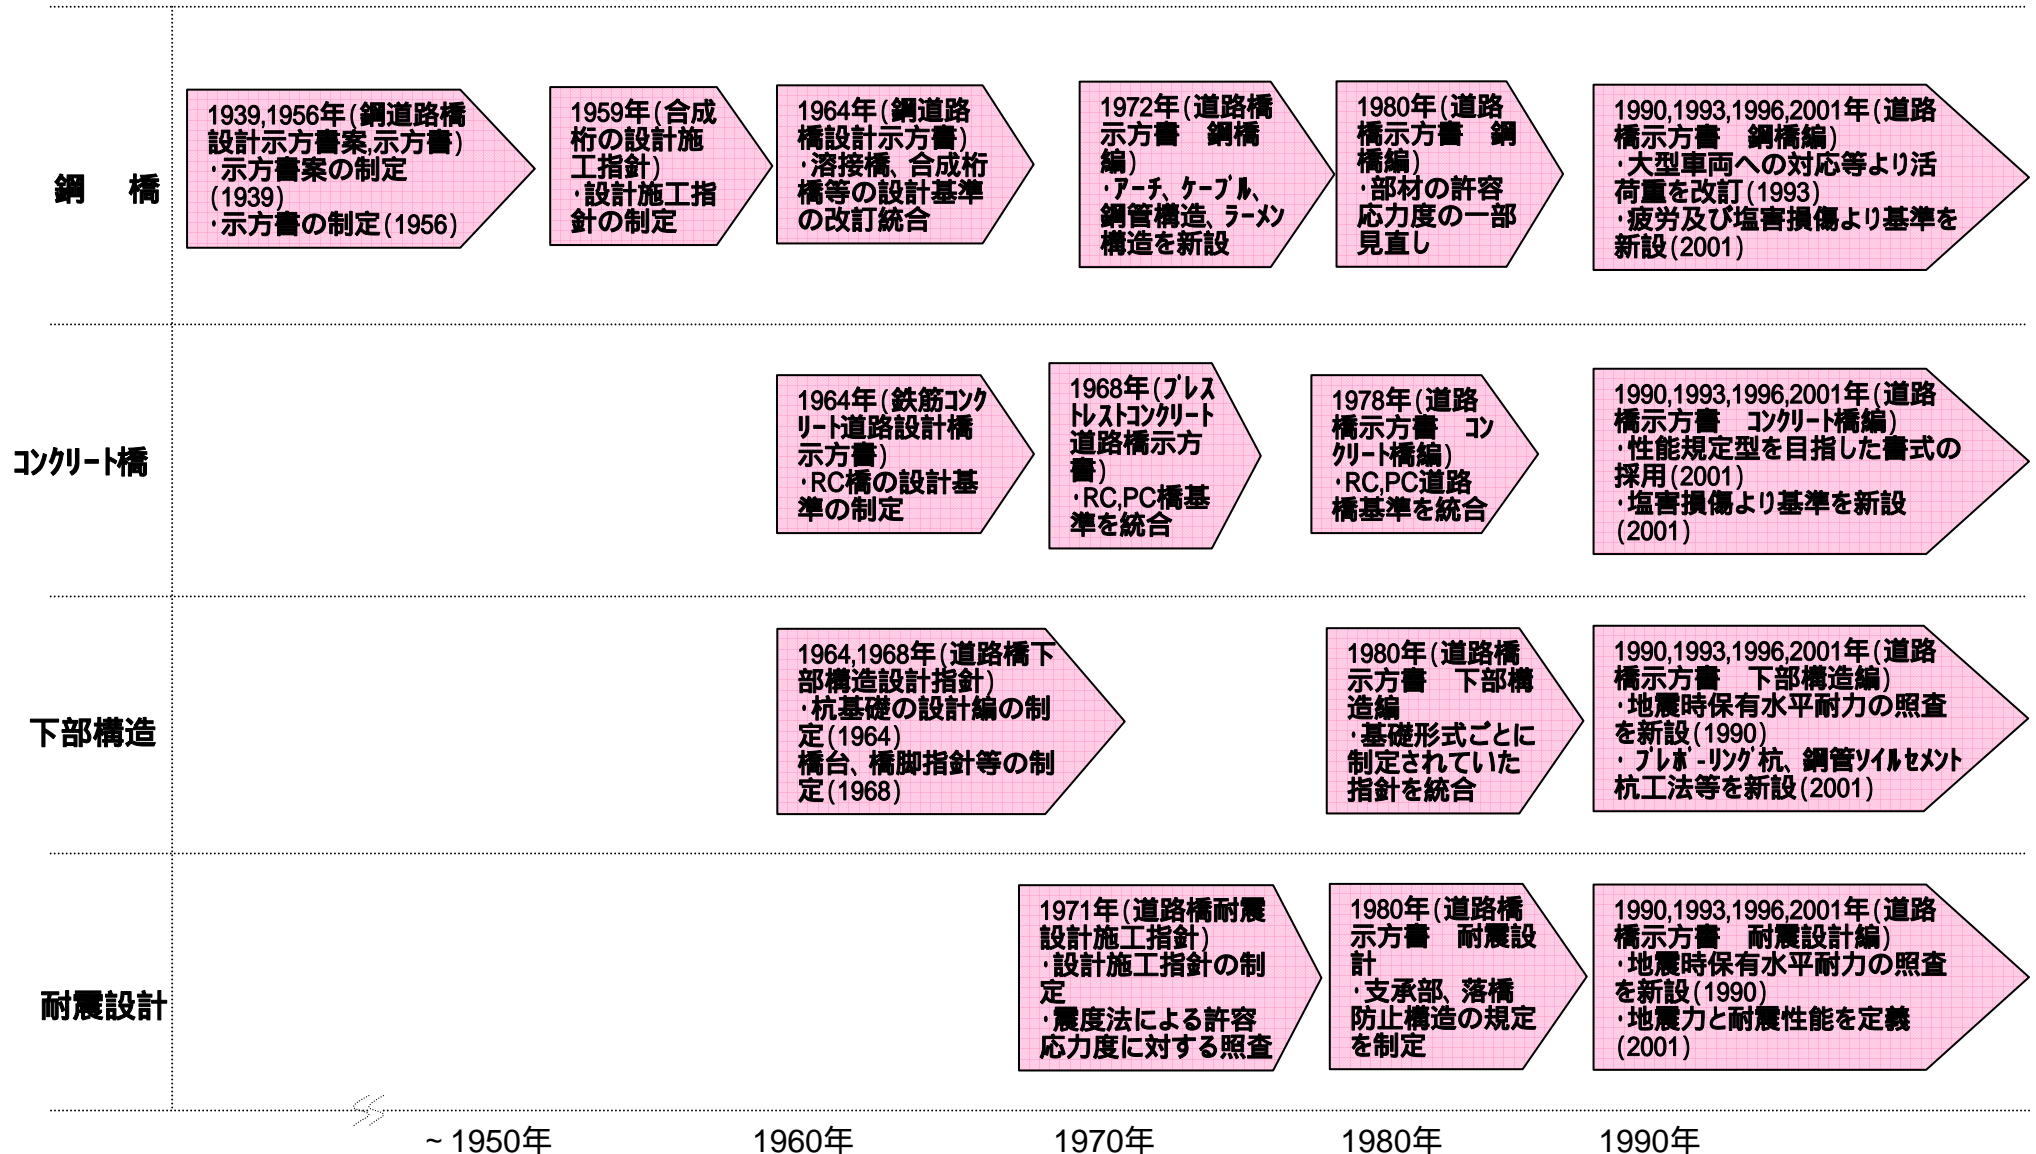 鋼　橋
1939,1956年(鋼道路橋
設計示方書案,示方書)
・示方書案の制定
(1939)
・示方書の制定(1956)
1959年(合成
桁の設計施
工指針)
・設計施工指
針の制定
1964年(鋼道路
橋設計示方書)
・溶接橋、合成桁
橋等の設計基準
の改訂統合
1972年(道路橋
示方書　鋼橋
編)
・ｱｰﾁ、ｹｰﾌﾞﾙ、
鋼管構造、ﾗｰﾒﾝ
構造を新設
1980年(道路
橋示方書　鋼
橋編)
・部材の許容
応力度の一部
見直し
1990,1993,1996,2001年(道路
橋示方書　鋼橋編)
・大型車両への対応等より活
荷重を改訂(1993)
・疲労及び塩害損傷より基準を
新設(2001)
ｺﾝｸﾘｰﾄ橋
1964年(鉄筋ｺﾝｸ
ﾘｰﾄ道路設計橋
示方書)
・RC橋の設計基
準の制定
1968年(ﾌﾟﾚｽ
ﾄﾚｽﾄｺﾝｸﾘｰﾄ
道路橋示方
書)
・RC,PC橋基
準を統合
1978年(道路
橋示方書　ｺﾝ
ｸﾘｰﾄ橋編)
・RC,PC道路
橋基準を統合
1990,1993,1996,2001年(道路
橋示方書　ｺﾝｸﾘｰﾄ橋編)
・性能規定型を目指した書式の
採用(2001)
・塩害損傷より基準を新設
(2001)
下部構造
1964,1968年(道路橋下
部構造設計指針)
・杭基礎の設計編の制
定(1964)
橋台、橋脚指針等の制
定(1968)
1980年(道路橋
示方書　下部構
造編
・基礎形式ごとに
制定されていた
指針を統合
1990,1993,1996,2001年(道路
橋示方書　下部構造編)
・地震時保有水平耐力の照査
を新設(1990)
・ﾌﾟﾚﾎﾞ-ﾘﾝｸﾞ杭、鋼管ｿｲﾙｾﾒﾝﾄ
杭工法等を新設(2001)
耐震設計
1971年(道路橋耐震
設計施工指針)
・設計施工指針の制
定
・震度法による許容
応力度に対する照査
1980年(道路橋
示方書　耐震設
計
・支承部、落橋
防止構造の規定
を制定
1990,1993,1996,2001年(道路
橋示方書　耐震設計編)
・地震時保有水平耐力の照査
を新設(1990)
・地震力と耐震性能を定義
(2001)
~1950年
1960年
1970年
1980年
1990年